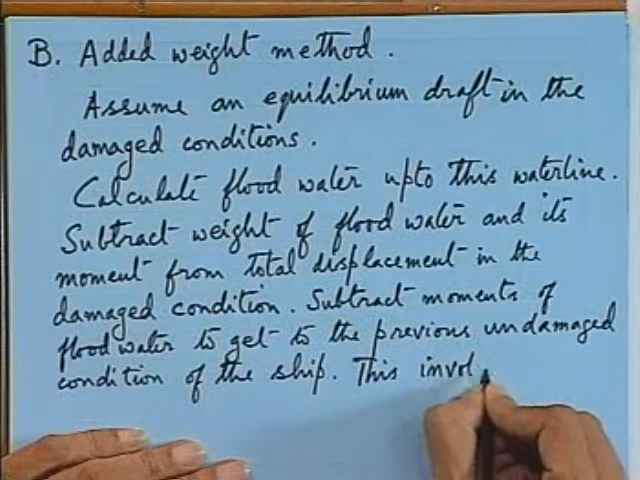 B. Added weight method.
Assume an equilibrium draft in the
damaged conditions.
Calculate flood water upto this waterline.
Subtract weight of flood water and its
moment from total displacement in the
damaged condition. Subtract moments of
flood water to get to the previous undamaged
condition of the ship. This invol